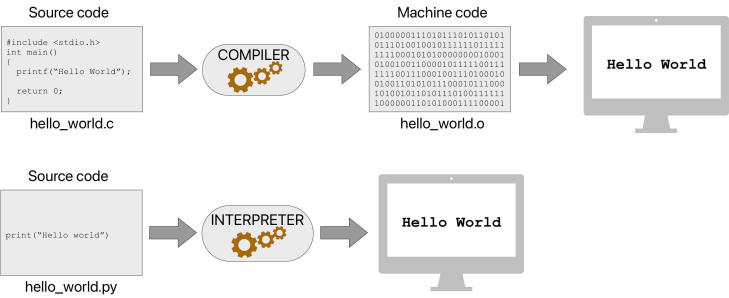 Source code
#include <stdio.h>
int main()
{
  printf(“Hello World”);
  return 0;
}
hello_world.c
COMPILER
Machine code
0100000111010111010110101
0111010010010111111011111
1111000101010000000010001
0100100110000101111100111
1111001110001001110100010
0100110101011100010111000
1010010110101110100111111
1000000110101000111100001
hello_world.o
Hello World
Source code
print(“Hello world”)
hello_world.py
INTERPRETER
Hello World